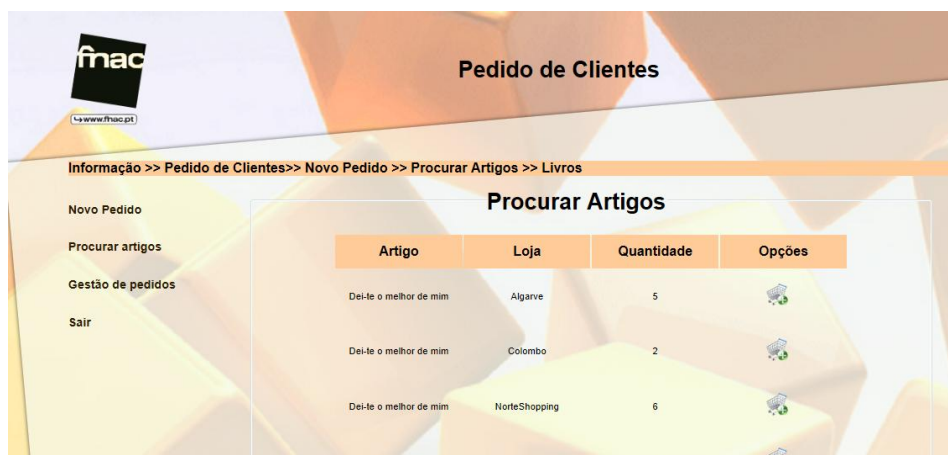 fnac
www.fnac.pt
Pedido de Clientes
Informação >> Pedido de Clientes>> Novo Pedido >> Procurar Artigos >> Livros
Novo Pedido
Procurar artigos
Gestão de pedidos
Sair
Procurar Artigos
Artigo Loja Quantidade Opções
Dei-te o melhor de mim Algarve 5
Dei-te o melhor de mim Colombo 2
Dei-te o melhor de mim NorteShopping 6